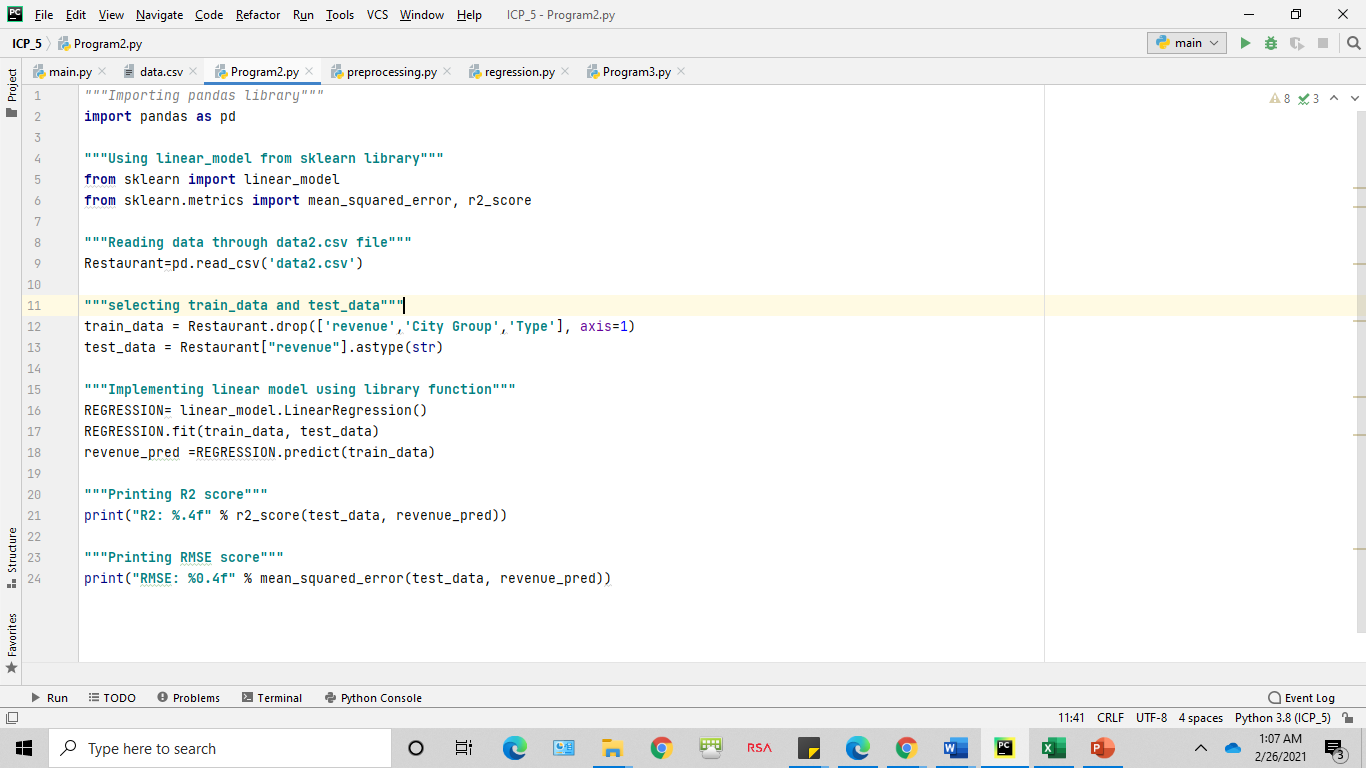 File Edit View Navigate Code Refactor Run Tools VCS Window Help ICP_5 - Program2.py
ICP_5 Program2.py main
main.py data.csv Program2.py preprocessing.py regression.py Program3.py
Project
8 3
1 """Importing pandas library"""
2 import pandas as pd
3
4 """Using linear_model from sklearn library"""
5 from sklearn import linear_model
6 from sklearn.metrics import mean_squared_error, r2_score
7
8 """Reading data through data2.csv file"""
9 Restaurant=pd.read_csv('data2.csv')
10
11 """selecting train_data and test_data"""
12 train_data = Restaurant.drop(['revenue','City Group','Type'], axis=1)
13 test_data = Restaurant["revenue"].astype(str)
14
15 """Implementing linear model using library function"""
16 REGRESSION= linear_model.LinearRegression()
17 REGRESSION.fit(train_data, test_data)
18 revenue_pred =REGRESSION.predict(train_data)
19
20 """Printing R2 score"""
21 print("R2: %.4f" % r2_score(test_data, revenue_pred))
22
23 """Printing RMSE score"""
24 print("RMSE: %0.4f" % mean_squared_error(test_data, revenue_pred))
Structure
Favorites
Run TODO Problems Terminal Python Console Event Log
11:41 CRLF UTF-8 4 spaces Python 3.8 (ICP_5)
Type here to search
RSA
1:07 AM
2/26/2021
3